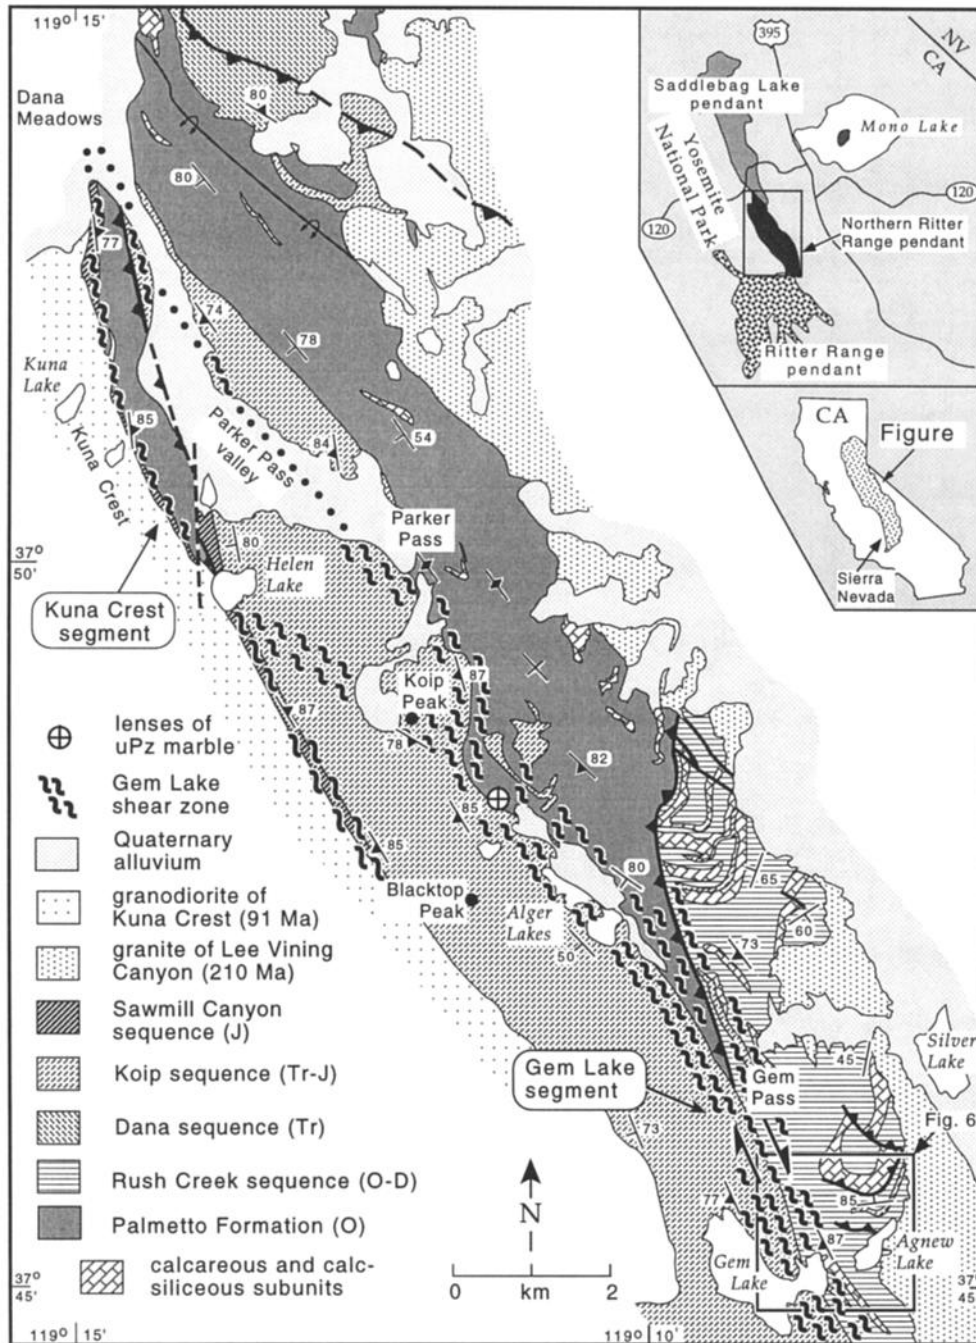 119° 15'
Dana
Meadows
80
80
77
74
78
Kuna
Lake
85
Kuna Crest
Parker Pass
valley
84
54
Parker
Pass
37°
50'
80
Helen
Lake
Kuna Crest
segment
87
Koip
Peak
87
78
82
85
85
Blacktop
Peak
Alger
Lakes
80
50
65
60
73
Silver
Lake
45
Gem
Pass
Gem Lake
segment
73
Fig. 6
77
85
87
Gem
Lake
Agnew
Lake
395
NV
CA
Saddlebag Lake
pendant
Mono Lake
Yosemite
National Park
120
120
Northern Ritter
Range pendant
Ritter Range
pendant
CA
Figure
Sierra
Nevada
lenses of
uPz marble
Gem Lake
shear zone
Quaternary
alluvium
granodiorite of
Kuna Crest (91 Ma)
granite of Lee Vining
Canyon (210 Ma)
Sawmill Canyon
sequence (J)
Koip sequence (Tr-J)
Dana sequence (Tr)
Rush Creek sequence (O-D)
Palmetto Formation (O)
calcareous and calc-
siliceous subunits
N
0 km 2
37°
45'
37°
45'
119° 15'
119° 10'